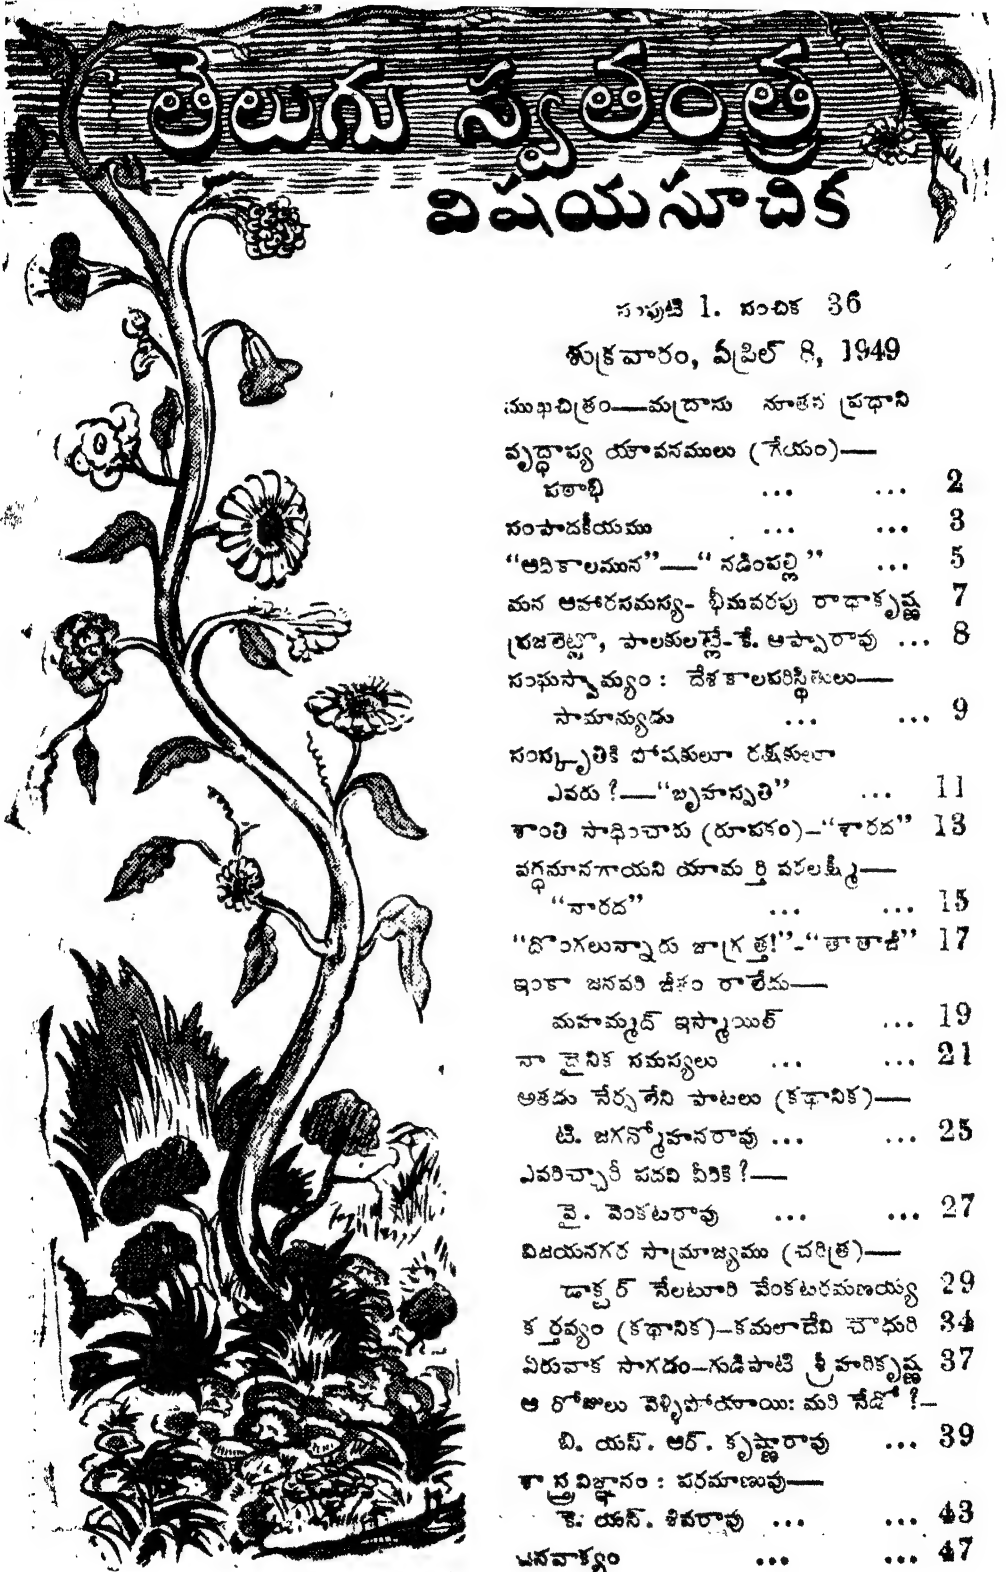 తెలుగు స్వతంత్ర
విషయసూచిక
సంపుటి 1. సంచిక 36
శుక్రవారం, ఏప్రిల్ 8, 1949
ముఖచిత్రం—మద్రాసు నూతన ప్రధాని
వృద్ధాప్య యౌవనములు (గేయం)—
పఠాభి ... ... 2
సంపాదకీయము ... ... 3
“ఆదికాలమున”—“నడింపల్లి” ... 5
మన ఆహారసమస్య- భీమవరపు రాధాకృష్ణ 7
ప్రజలెట్లో, పాలకులట్లే-కే. ఆప్పారావు ... 8
సంఘస్వామ్యం : దేశకాలపరిస్థితులు—
సామాన్యుడు ... ... 9
సంస్కృతికి పోషకులూ రక్షకులూ
ఎవరు ?—“బృహస్పతి” ... 11
శాంతి సాధించారు (రూపకం)—“శారద” 13
వర్ధమానగాయని యామర్తి వరలక్ష్మి—
“నారద” ... ... 15
“దొంగలున్నారు జాగ్రత్త!”-“తాతాజీ” 17
ఇంకా జనవరి జీతం రాలేదు—
మహమ్మద్ ఇస్మాయిల్ ... 19
నా దైనిక సమస్యలు ... ... 21
అతడు నేర్పలేని పాటలు (కథానిక)—
టి. జగన్మోహనరావు ... ... 25
ఎవరిచ్చారీ పదవి వీరికి ?—
వై. వెంకటరావు ... ... 27
విజయనగర సామ్రాజ్యము (చరిత్ర)—
డాక్టర్ నేలటూరి వేంకటరమణయ్య 29
కర్తవ్యం (కథానిక)—కమలాదేవి చౌధురి 34
ఏరువాక సాగడం—గుడిపాటి శ్రీహరికృష్ణ 37
ఆ రోజులు వెళ్ళిపోయాయి: మరి నేడో ?—
బి. యస్. ఆర్. కృష్ణారావు ... 39
శాస్త్రవిజ్ఞానం : పరమాణువు—
కె. యస్. శివరావు ... ... 43
జనవాక్యం ... ... 47